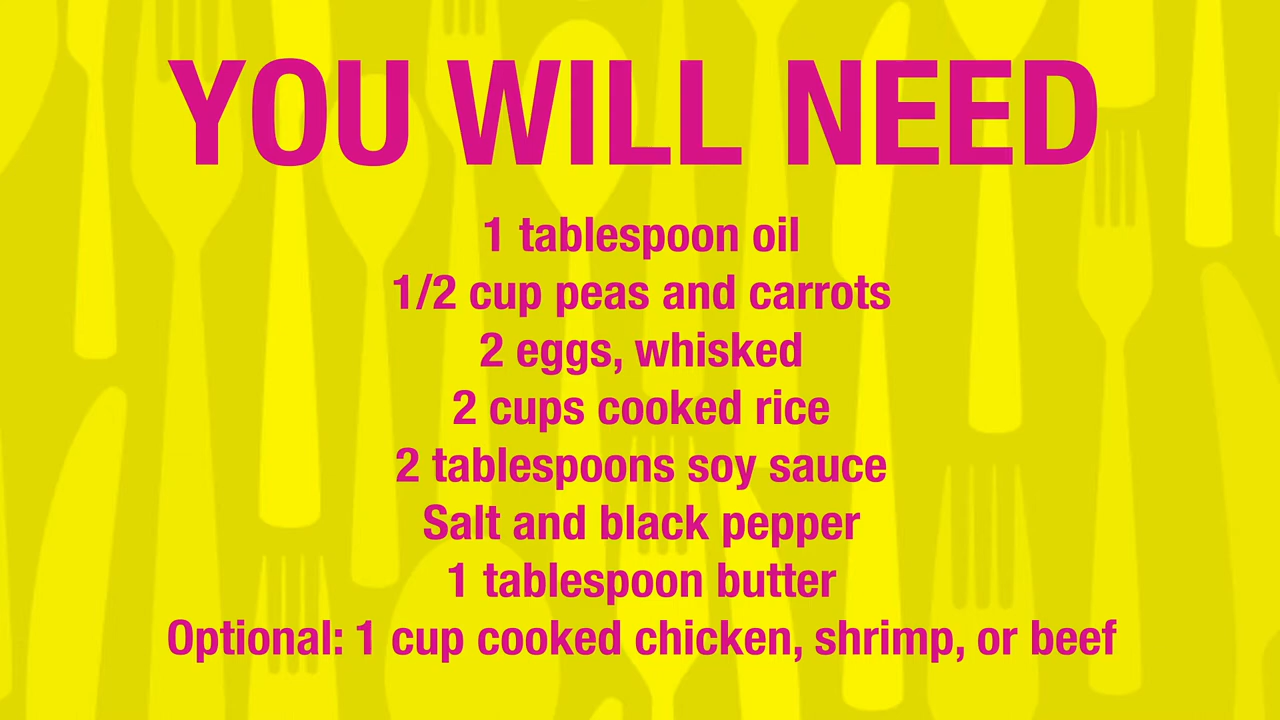 YOU WILL NEED
1 tablespoon oil
1/2 cup peas and carrots
2 eggs, whisked
2 cups cooked rice
2 tablespoons soy sauce
Salt and black pepper
1 tablespoon butter
Optional: 1 cup cooked chicken, shrimp, or beef